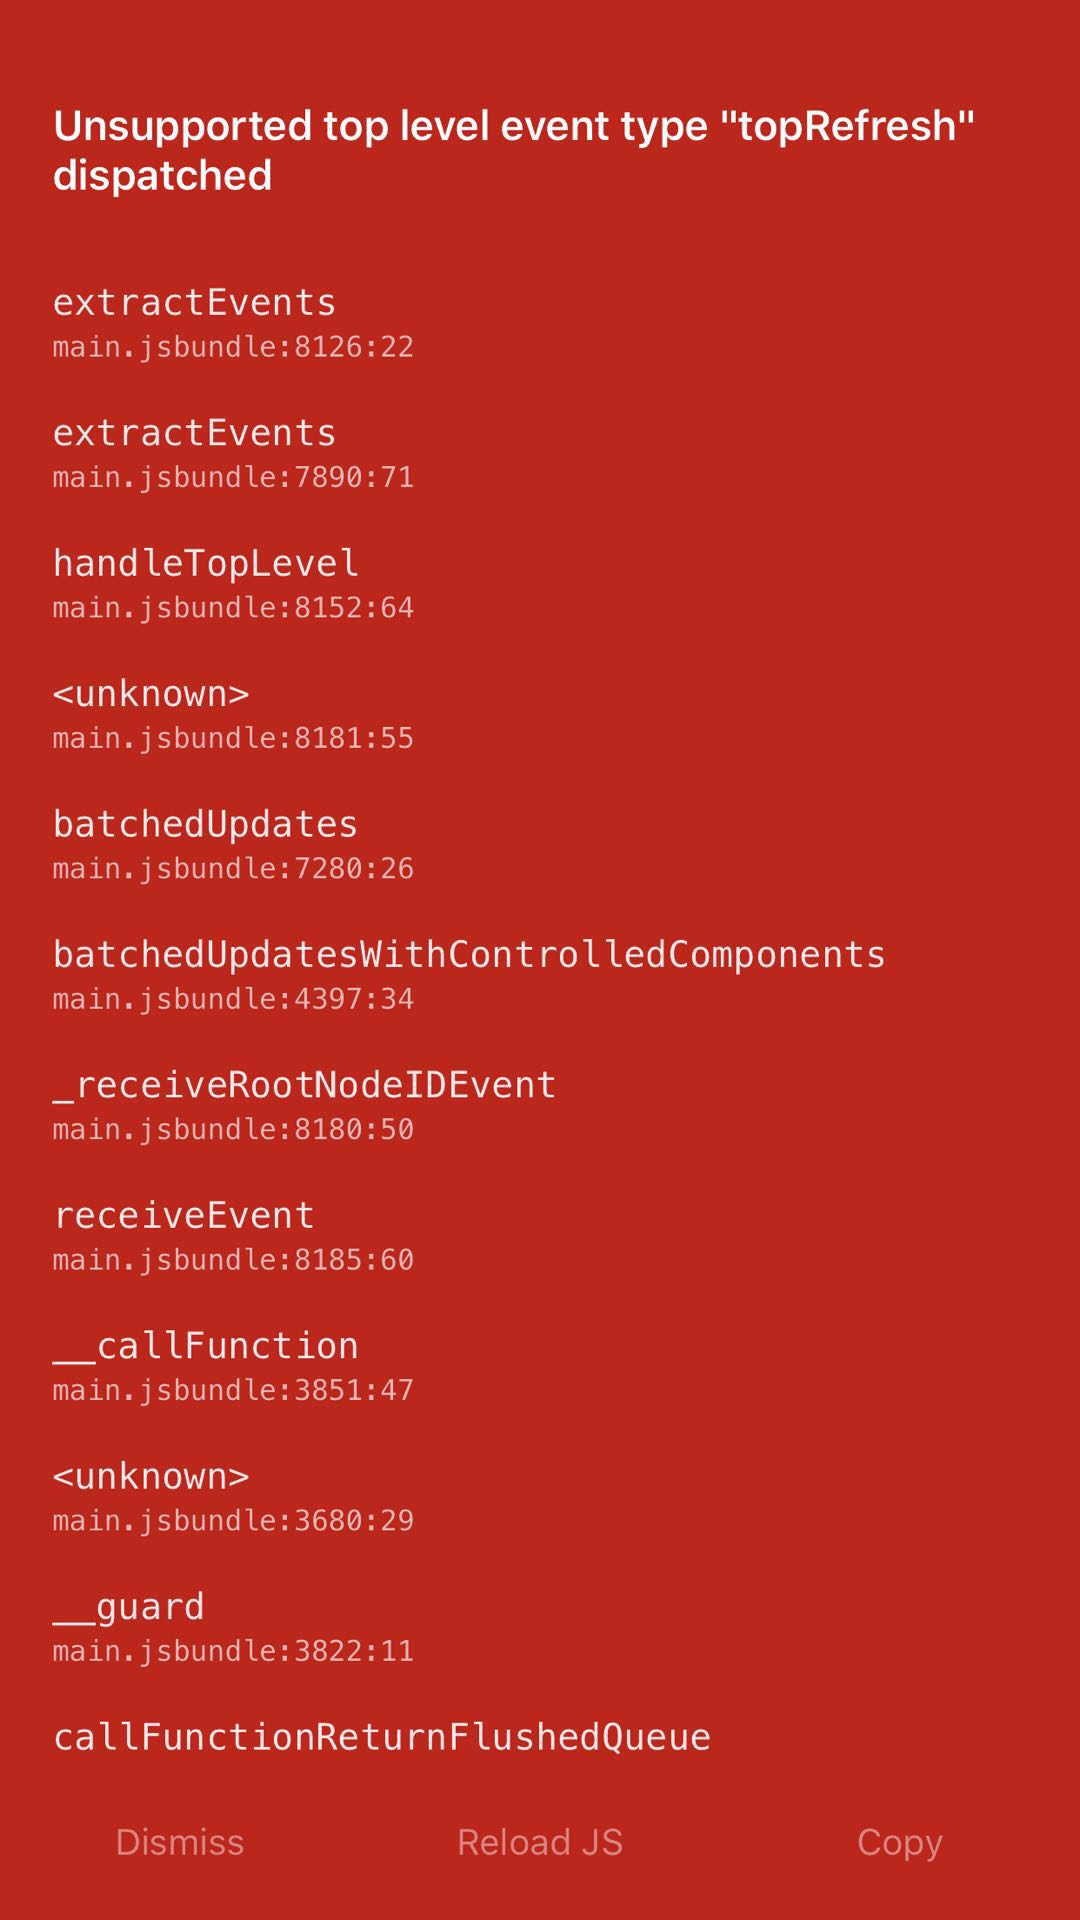 Unsupported top level event type "topRefresh"
dispatched
extractEvents
main.jsbundle:8126:22
extractEvents
main.jsbundle:7890:71
handleTopLevel
main.jsbundle:8152:64
<unknown>
main.jsbundle:8181:55
batchedUpdates
main.jsbundle:7280:26
batchedUpdatesWithControlledComponents
main.jsbundle:4397:34
_receiveRootNodeIDEvent
main.jsbundle:8180:50
receiveEvent
main.jsbundle:8185:60
__callFunction
main.jsbundle:3851:47
<unknown>
main.jsbundle:3680:29
__guard
main.jsbundle:3822:11
callFunctionReturnFlushedQueue
Dismiss Reload JS Copy